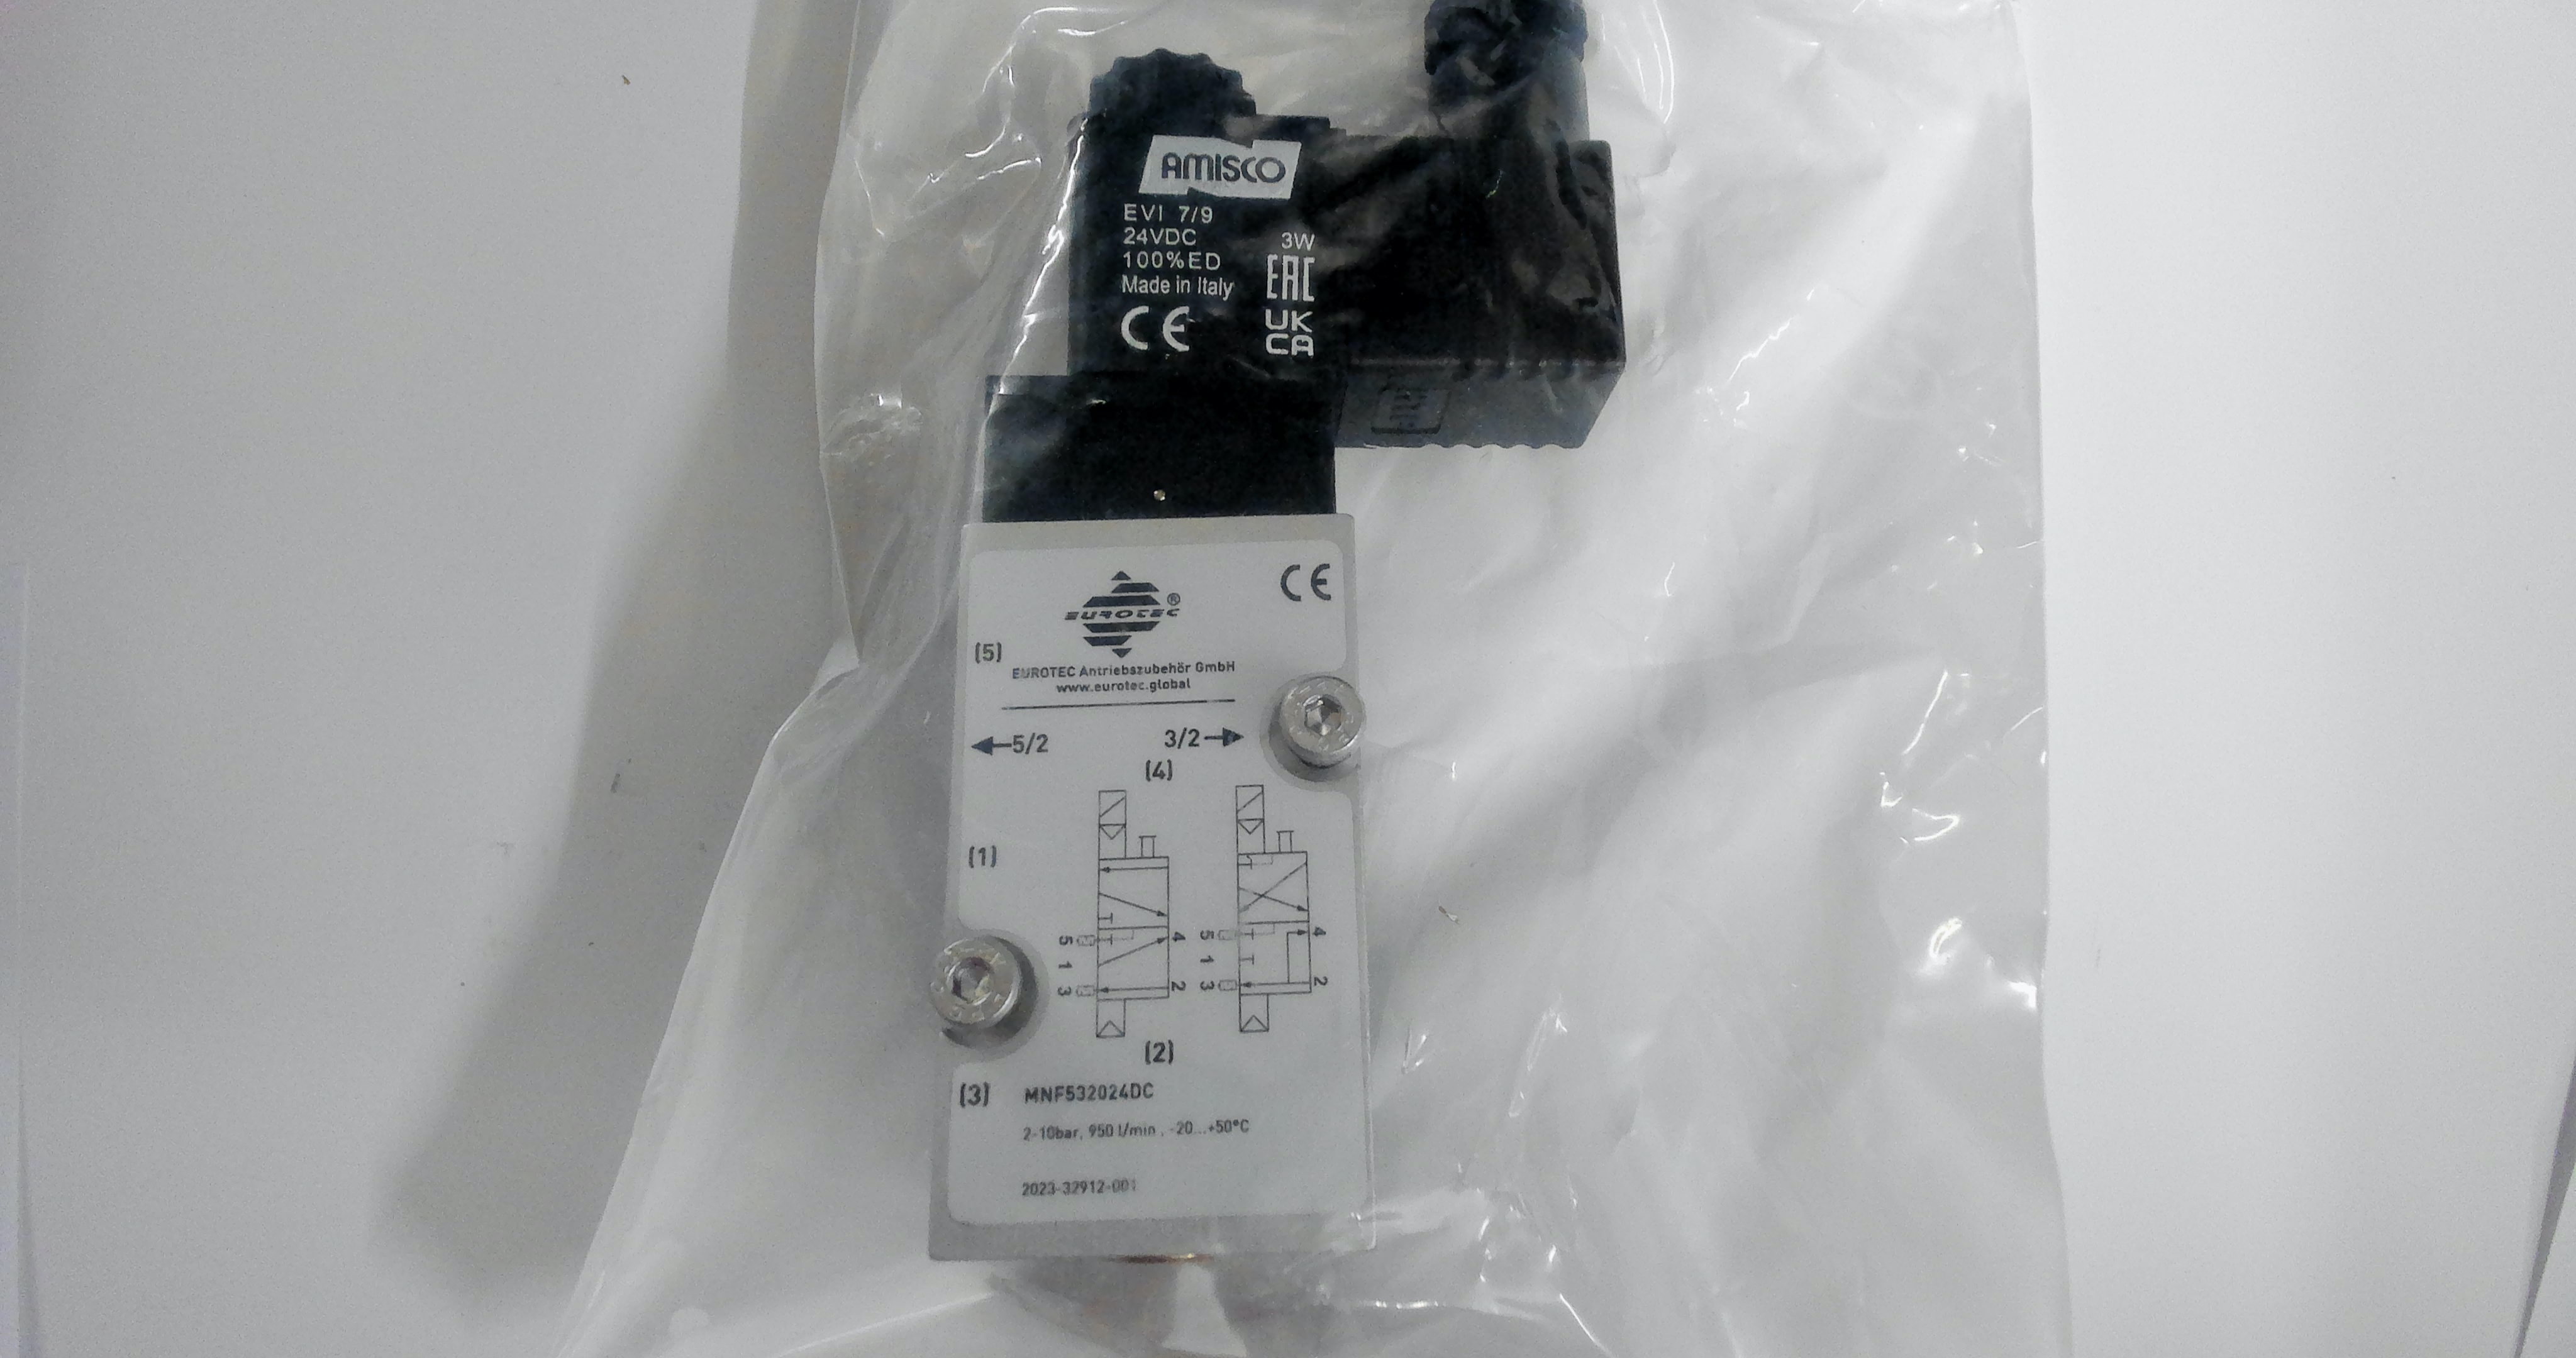 AMISCO
EVI 7/9
24VDC 3W
100%ED
EAC
Made in Italy
CE
UK
CA
CE
EUROTEC®
(5)
EUROTEC Antriebszubehör GmbH
www.eurotec.global
5/2 3/2
(4)
(1)
5 4 5 4
1 1
3 2 3 2
(2)
(3) MNF532024DC
2-10bar, 950 l/min , -20...+50°C
2023-32912-001